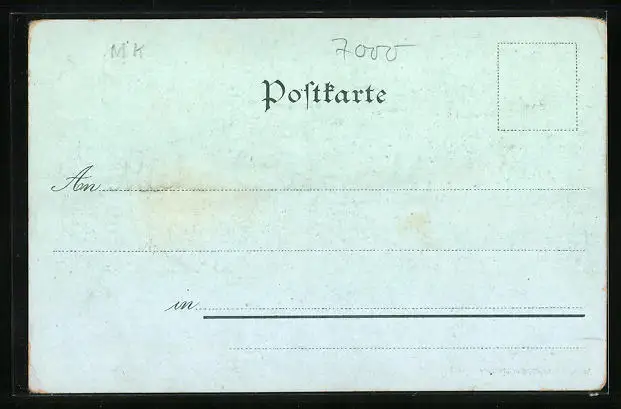 MK 7000
Postkarte
An
in